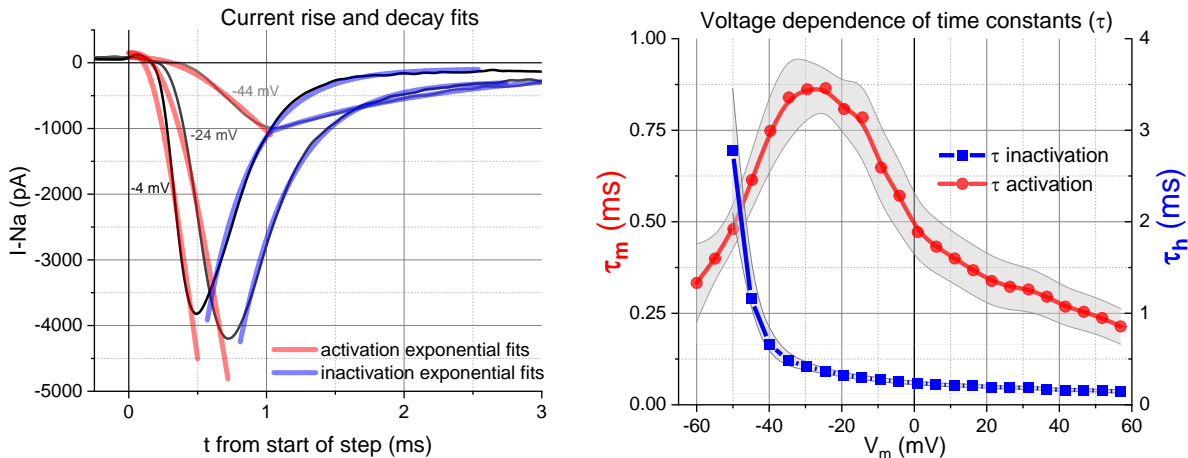 Current rise and decay fits
0
-1000
-2000
-3000
-4000
-5000
I-Na (pA)
-44 mV
-24 mV
-4 mV
activation exponential fits
inactivation exponential fits
0
1
2
3
t from start of step (ms)
Voltage dependence of time constants (τ)
1.00
0.75
0.50
0.25
0.00
τm (ms)
τ inactivation
τ activation
4
3
2
1
0
τh (ms)
-60
-40
-20
0
20
40
60
Vm (mV)